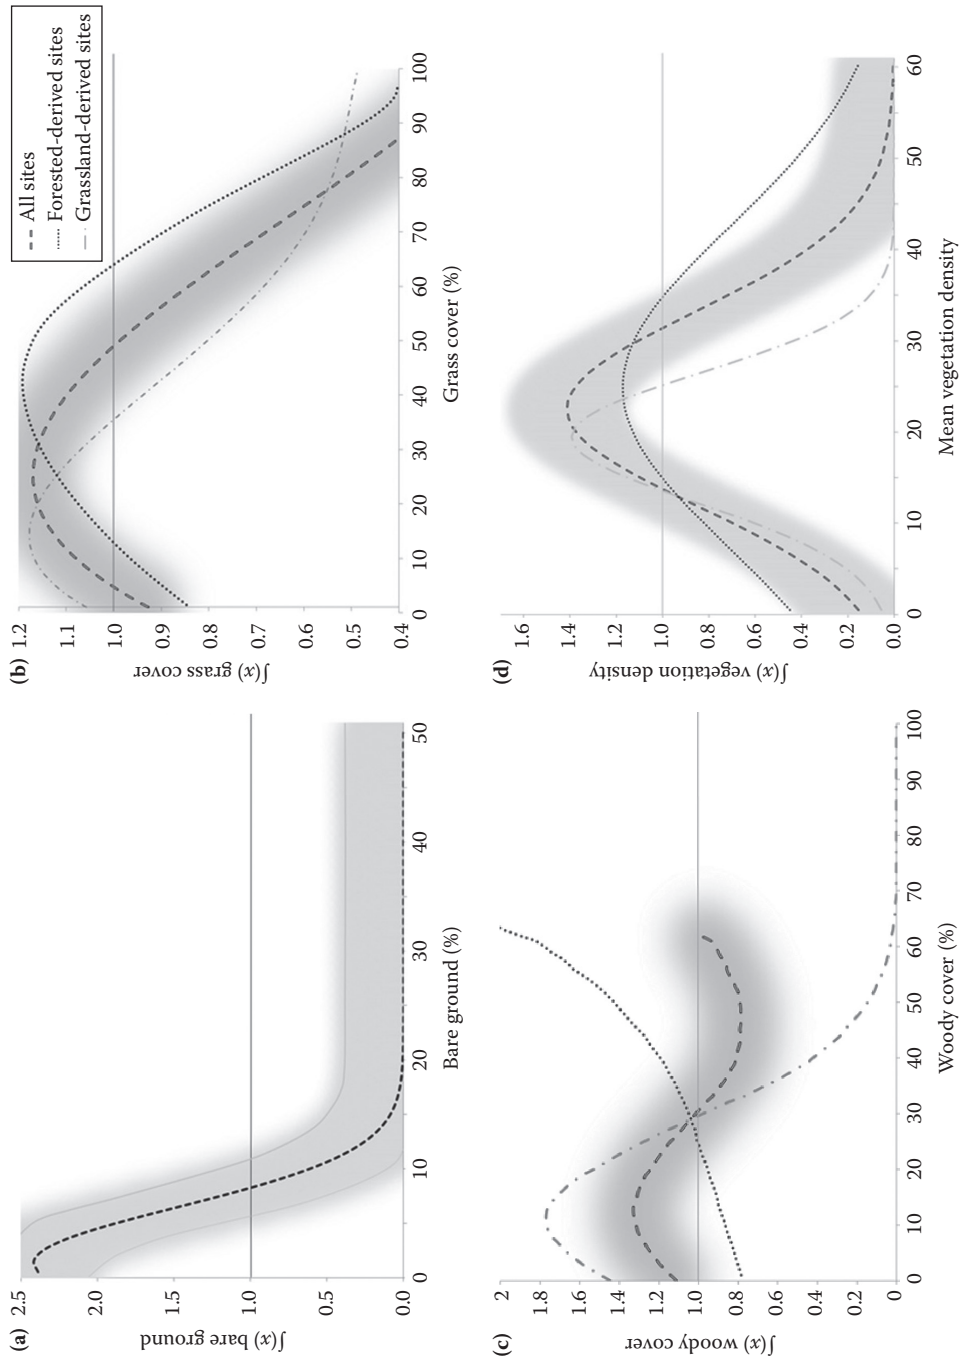 (a)
2.5
2.0
1.5
1.0
0.5
0.0
∫(x) bare ground
0 10 20 30 40 50
Bare ground (%)
(b)
1.2
1.1
1.0
0.9
0.8
0.7
0.6
0.5
0.4
∫(x) grass cover
0 10 20 30 40 50 60 70 80 90 100
Grass cover (%)
All sites
Forested-derived sites
Grassland-derived sites
(c)
2
1.8
1.6
1.4
1.2
1.0
0.8
0.6
0.4
0.2
0
∫(x) woody cover
0 10 20 30 40 50 60 70 80 90 100
Woody cover (%)
(d)
1.6
1.4
1.2
1.0
0.8
0.6
0.4
0.2
0.0
∫(x) vegetation density
0 10 20 30 40 50 60
Mean vegetation density